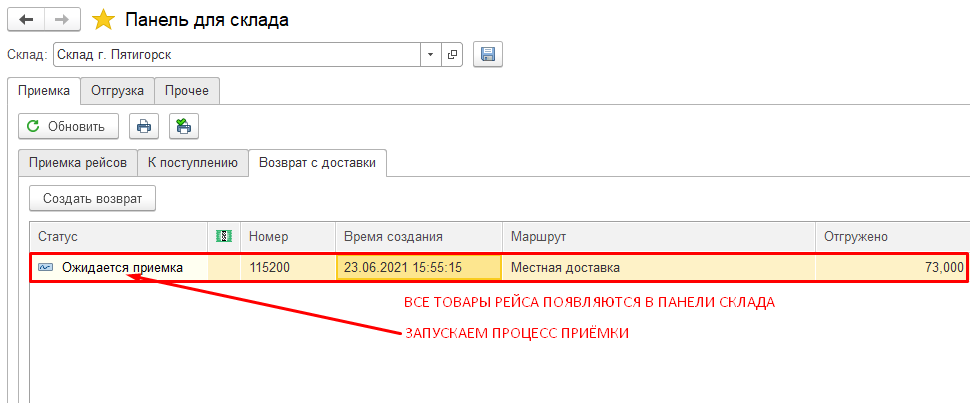 Панель для склада
Склад: Склад г. Пятигорск
Приемка Отгрузка Прочее
Обновить
Приемка рейсов К поступлению Возврат с доставки
Создать возврат
Статус Номер Время создания Маршрут Отгружено
Ожидается приемка 115200 23.06.2021 15:55:15 Местная доставка 73,000
ВСЕ ТОВАРЫ РЕЙСА ПОЯВЛЯЮТСЯ В ПАНЕЛИ СКЛАДА
ЗАПУСКАЕМ ПРОЦЕСС ПРИЁМКИ